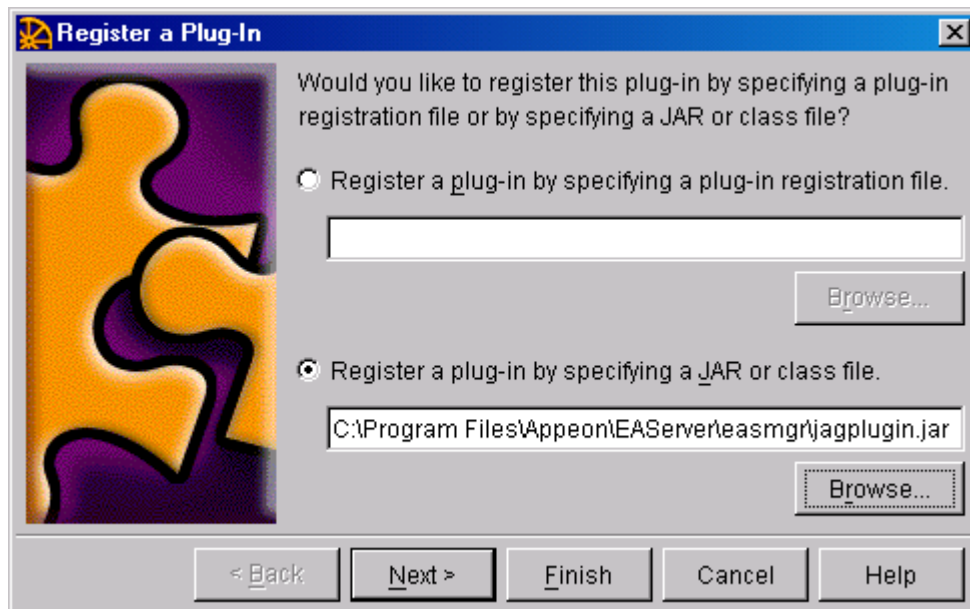 Register a Plug-In
Would you like to register this plug-in by specifying a plug-in
registration file or by specifying a JAR or class file?
Register a plug-in by specifying a plug-in registration file.
Browse...
Register a plug-in by specifying a JAR or class file.
C:\Program Files\Appeon\EAServer\easmgr\jagplugin.jar
Browse...
< Back Next > Finish Cancel Help